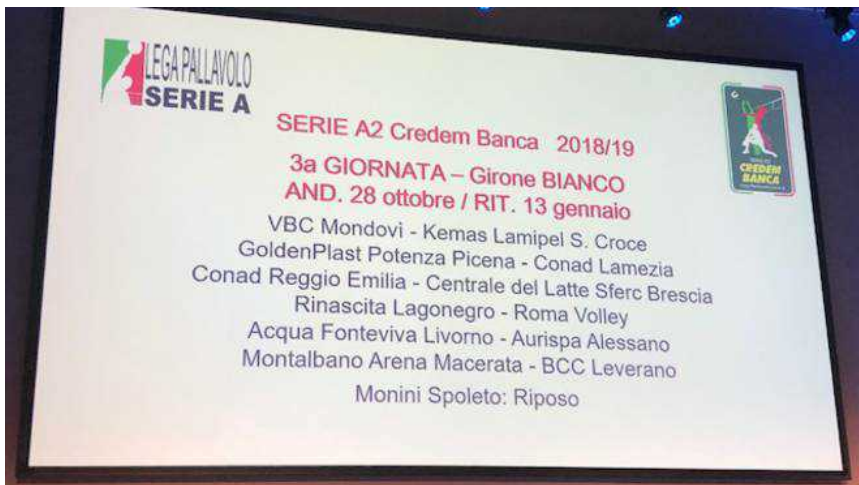 LEGA PALLAVOLO
SERIE A
SERIE A2 Credem Banca 2018/19
3a GIORNATA – Girone BIANCO
AND. 28 ottobre / RIT. 13 gennaio
VBC Mondovi - Kemas Lamipel S. Croce
GoldenPlast Potenza Picena - Conad Lamezia
Conad Reggio Emilia - Centrale del Latte Sferc Brescia
Rinascita Lagonegro - Roma Volley
Acqua Fonteviva Livorno - Aurispa Alessano
Montalbano Arena Macerata - BCC Leverano
Monini Spoleto: Riposo
CREDEM
BANCA